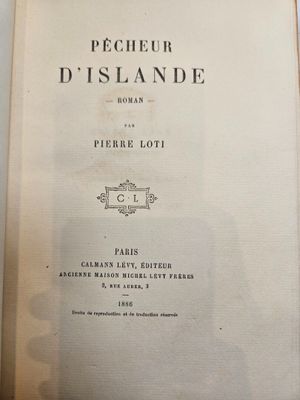 PÊCHEUR
D'ISLANDE
— ROMAN —
PAR
PIERRE LOTI
C·L
PARIS
CALMANN LÉVY, ÉDITEUR
ANCIENNE MAISON MICHEL LÉVY FRÈRES
3, RUE AUBER, 3
1886
Droits de reproduction et de traduction réservés